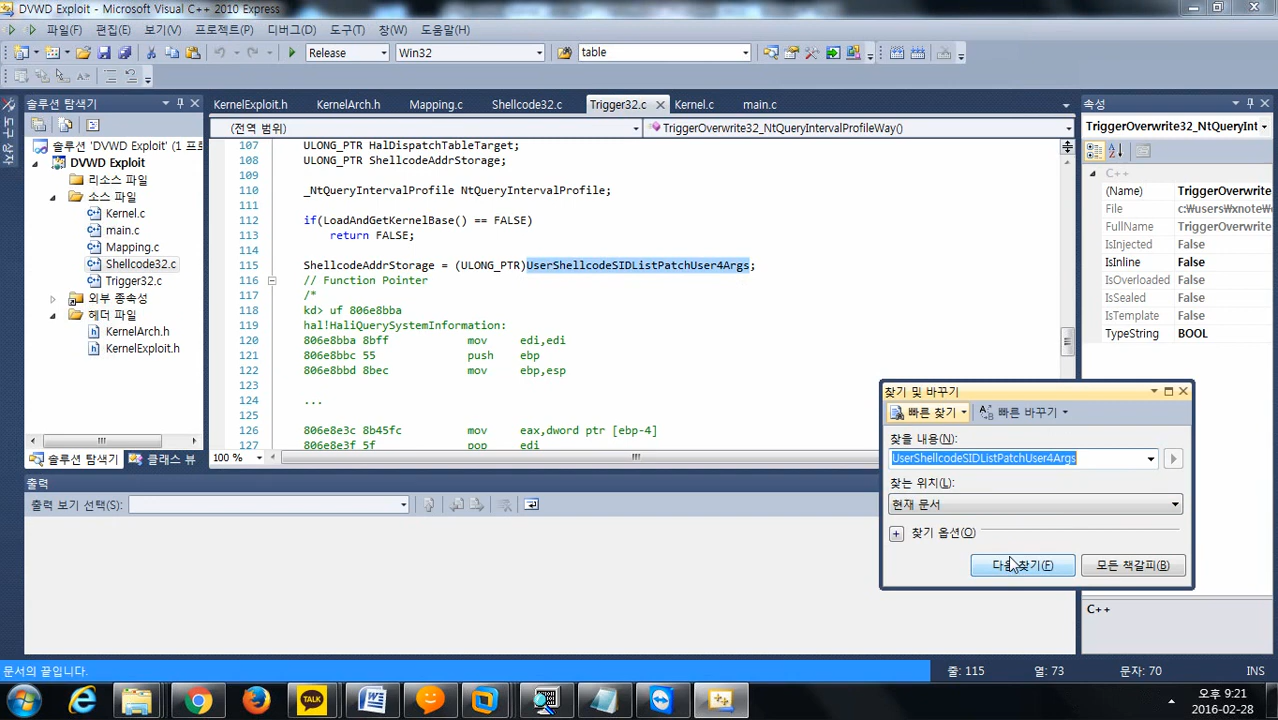 DVWD Exploit - Microsoft Visual C++ 2010 Express
파일(F) 편집(E) 보기(V) 프로젝트(P) 디버그(D) 도구(T) 창(W) 도움말(H)
Release Win32 table
솔루션 탐색기
솔루션 'DVWD Exploit' (1 프
DVWD Exploit
리소스 파일
소스 파일
Kernel.c
main.c
Mapping.c
Shellcode32.c
Trigger32.c
외부 종속성
헤더 파일
KernelArch.h
KernelExploit.h
솔루션 탐색기 클래스 뷰
KernelExploit.h KernelArch.h Mapping.c Shellcode32.c Trigger32.c Kernel.c main.c
(전역 범위) TriggerOverwrite32_NtQueryIntervalProfileWay()
107 ULONG_PTR HalDispatchTableTarget;
108 ULONG_PTR ShellcodeAddrStorage;
109
110 _NtQueryIntervalProfile NtQueryIntervalProfile;
111
112 if(LoadAndGetKernelBase() == FALSE)
113 return FALSE;
114
115 ShellcodeAddrStorage = (ULONG_PTR)UserShellcodeSIDListPatchUser4Args;
116 // Function Pointer
117 /*
118 kd> uf 806e8bba
119 hal!HaliQuerySystemInformation:
120 806e8bba 8bff mov edi,edi
121 806e8bbc 55 push ebp
122 806e8bbd 8bec mov ebp,esp
123
124 ...
125
126 806e8e3c 8b45fc mov eax,dword ptr [ebp-4]
127 806e8e3f 5f pop edi
100 %
출력
출력 보기 선택(S):
속성
TriggerOverwrite32_NtQueryInt
C++
(Name) TriggerOverwrite
File c:₩users₩xnote₩
FullName TriggerOverwrite
IsInjected False
IsInline False
IsOverloaded False
IsSealed False
IsTemplate False
TypeString BOOL
C++
찾기 및 바꾸기
빠른 찾기 빠른 바꾸기
찾을 내용(N):
UserShellcodeSIDListPatchUser4Args
찾는 위치(L):
현재 문서
찾기 옵션(O)
다음 찾기(F) 모든 책갈피(B)
문서의 끝입니다. 줄: 115 열: 73 문자: 70 INS
TALK
오후 9:21
2016-02-28